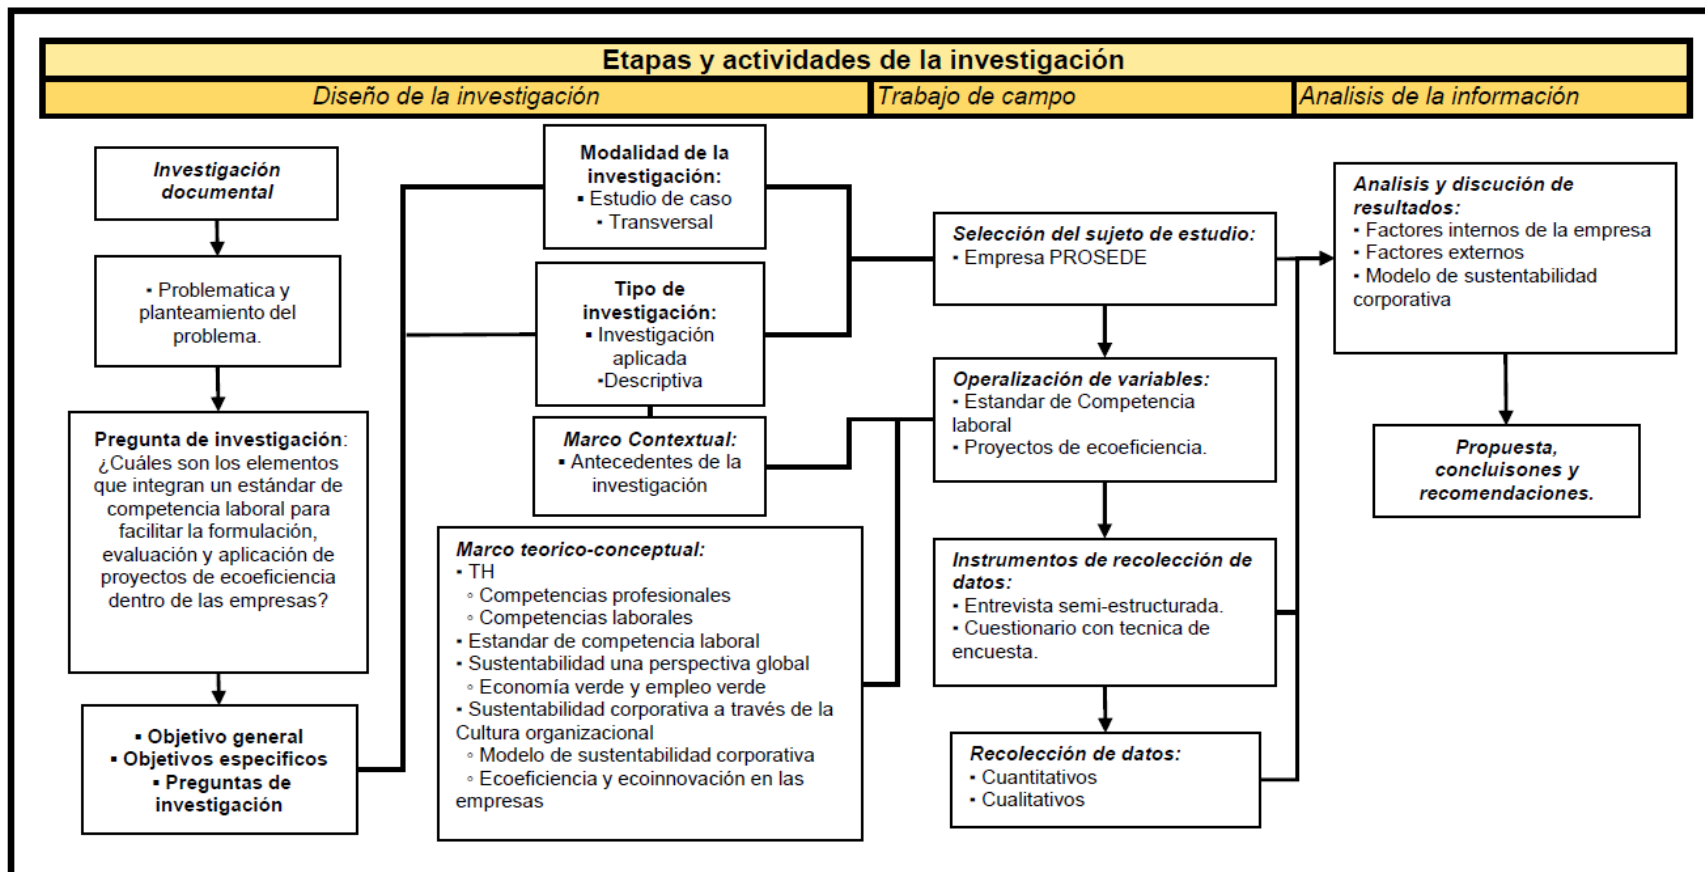 Etapas y actividades de la investigación
Diseño de la investigación
Trabajo de campo
Analisis de la información
Investigación
documental
▪ Problematica y
planteamiento del
problema.
Pregunta de investigación:
¿Cuáles son los elementos
que integran un estándar de
competencia laboral para
facilitar la formulación,
evaluación y aplicación de
proyectos de ecoeficiencia
dentro de las empresas?
▪ Objetivo general
▪ Objetivos especificos
▪ Preguntas de
investigación
Modalidad de la
investigación:
▪ Estudio de caso
▪ Transversal
Tipo de
investigación:
▪ Investigación
aplicada
▪Descriptiva
Marco Contextual:
▪ Antecedentes de la
investigación
Marco teorico-conceptual:
▪ TH
◦ Competencias profesionales
◦ Competencias laborales
▪ Estandar de competencia laboral
▪ Sustentabilidad una perspectiva global
◦ Economía verde y empleo verde
▪ Sustentabilidad corporativa a través de la
Cultura organizacional
◦ Modelo de sustentabilidad corporativa
◦ Ecoeficiencia y ecoinnovación en las
empresas
Selección del sujeto de estudio:
▪ Empresa PROSEDE
Operalización de variables:
▪ Estandar de Competencia
laboral
▪ Proyectos de ecoeficiencia.
Instrumentos de recolección de
datos:
▪ Entrevista semi-estructurada.
▪ Cuestionario con tecnica de
encuesta.
Recolección de datos:
▪ Cuantitativos
▪ Cualitativos
Analisis y discución de
resultados:
▪ Factores internos de la empresa
▪ Factores externos
▪ Modelo de sustentabilidad
corporativa
Propuesta,
concluisones y
recomendaciones.